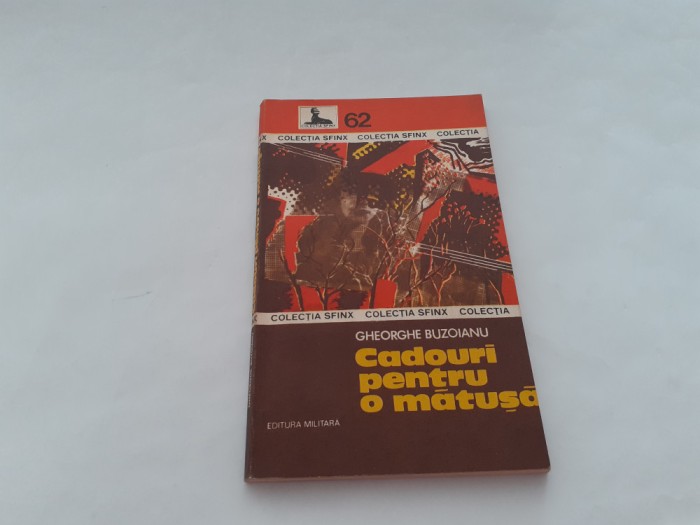 62
COLECȚIA SFINX COLECȚIA SFINX COLECȚIA
COLECȚIA SFINX COLECȚIA SFINX COLECȚIA
GHEORGHE BUZOIANU
Cadouri
pentru
o mătușă
EDITURA MILITARĂ